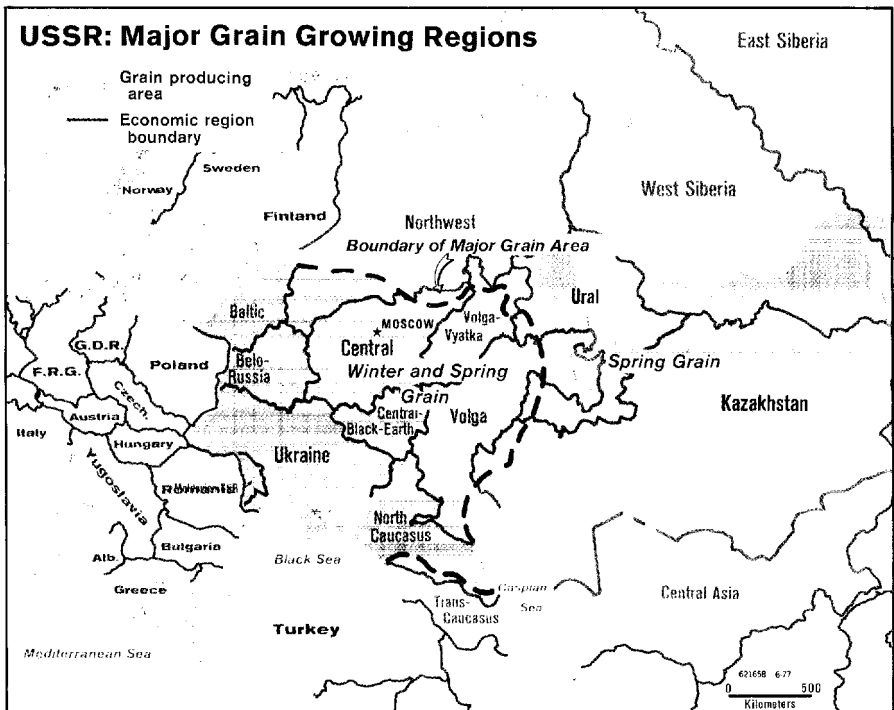 USSR: Major Grain Growing Regions
Grain producing
area
Economic region
boundary
East Siberia
West Siberia
Norway
Sweden
Finland
Northwest
Boundary of Major Grain Area
Baltic
MOSCOW
Volga-
Vyatka
Ural
Central
G.D.R.
Poland
Belo-
Russia
F.R.G.
Czech.
Winter and Spring
Grain
Spring Grain
Kazakhstan
Central-
Black-Earth
Volga
Austria
Italy
Hungary
Ukraine
Yugoslavia
Romania
North
Caucasus
Bulgaria
Alb.
Black Sea
Greece
Caspian
Sea
Trans-
Caucasus
Central Asia
Turkey
Mediterranean Sea
621658 6-77
0 500
Kilometers